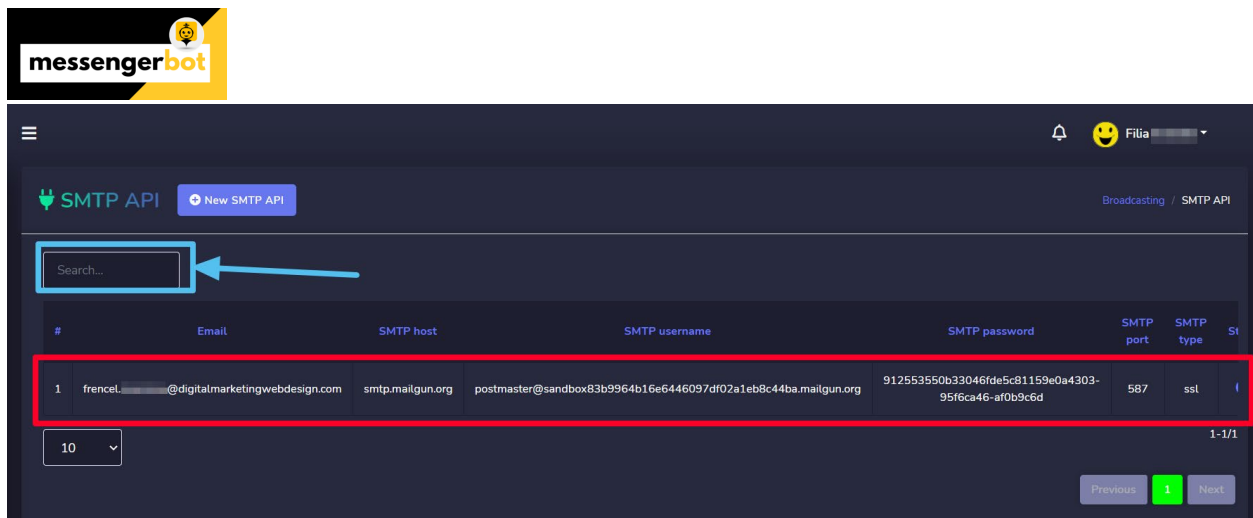 messengerbot
Filia
SMTP API
New SMTP API
Broadcasting / SMTP API
Search...
# Email SMTP host SMTP username SMTP password SMTP port SMTP type
1 frencel. @digitalmarketingwebdesign.com smtp.mailgun.org postmaster@sandbox83b9964b16e6446097df02a1eb8c44ba.mailgun.org 912553550b33046fde5c81159e0a4303-95f6ca46-af0b9c6d 587 ssl
10
1-1/1
Previous 1 Next